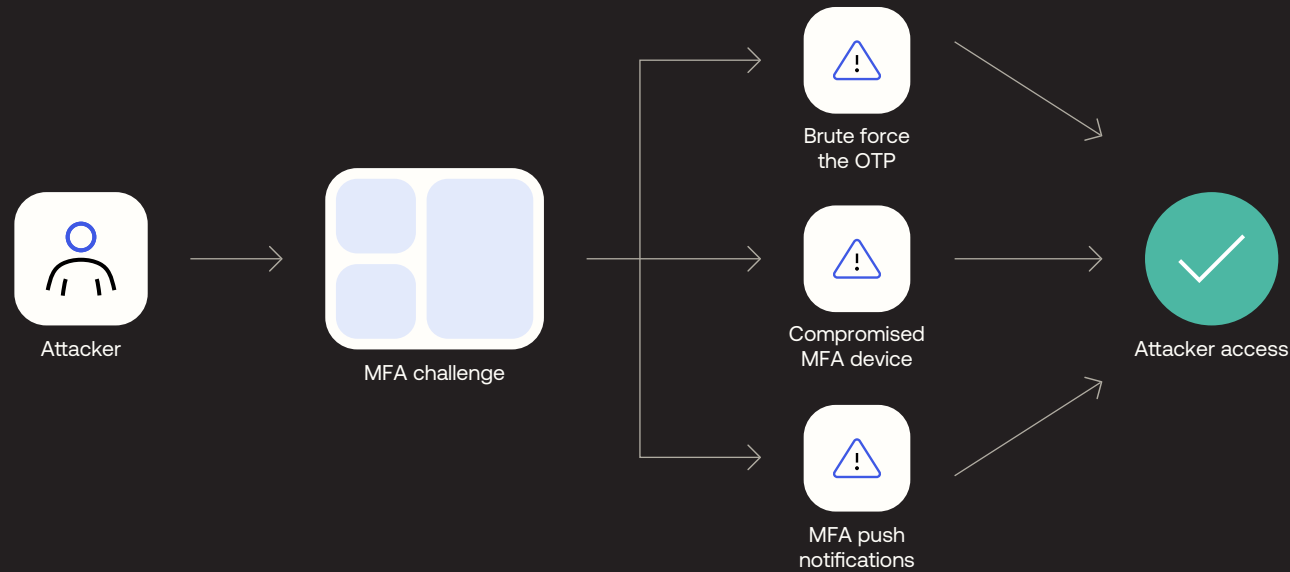 Attacker
MFA challenge
Brute force
the OTP
Compromised
MFA device
MFA push
notifications
Attacker access